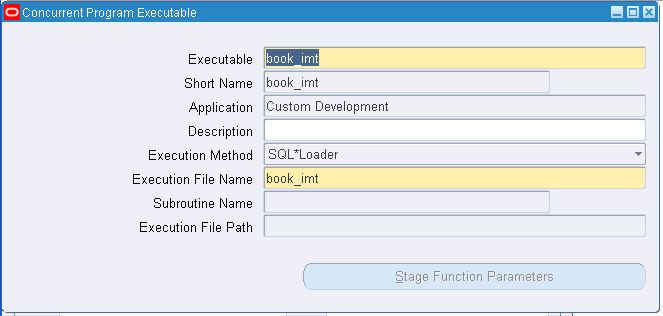 Concurrent Program Executable
Executable book_imt
Short Name book_imt
Application Custom Development
Description
Execution Method SQL*Loader
Execution File Name book_imt
Subroutine Name
Execution File Path
Stage Function Parameters